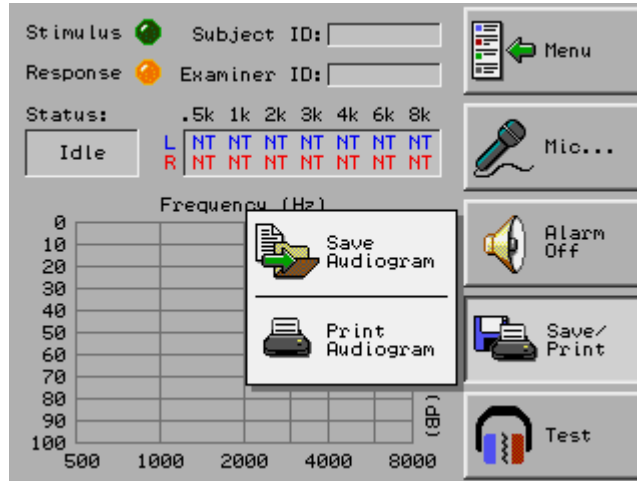 Stimulus Subject ID:
Response Examiner ID:
Status: .5k 1k 2k 3k 4k 6k 8k
Idle
L NT NT NT NT NT NT NT
R NT NT NT NT NT NT NT
Frequency (Hz)
0
10
20
30
40
50
60
70
80
90
100
500 1000 2000 4000 8000
(dB)
Save
Audiogram
Print
Audiogram
Menu
Mic...
Alarm
Off
Save/
Print
Test